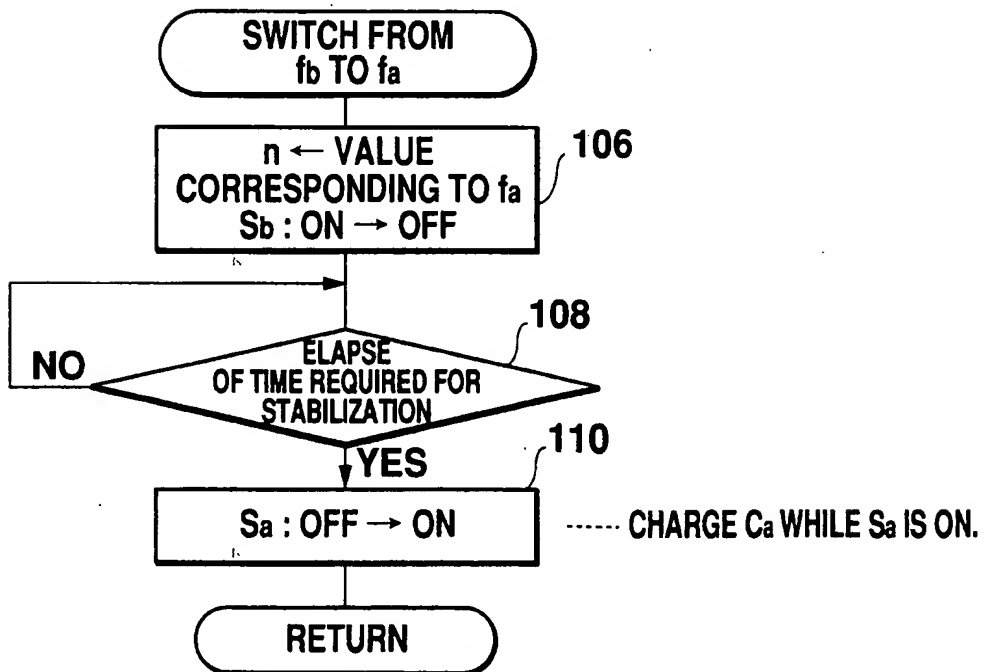 SWITCH FROM
fb TO fa
n ← VALUE
CORRESPONDING TO fa
Sb : ON → OFF
106
108
ELAPSE
OF TIME REQUIRED FOR
STABILIZATION
NO
YES
110
Sa : OFF → ON
------ CHARGE Ca WHILE Sa IS ON.
RETURN